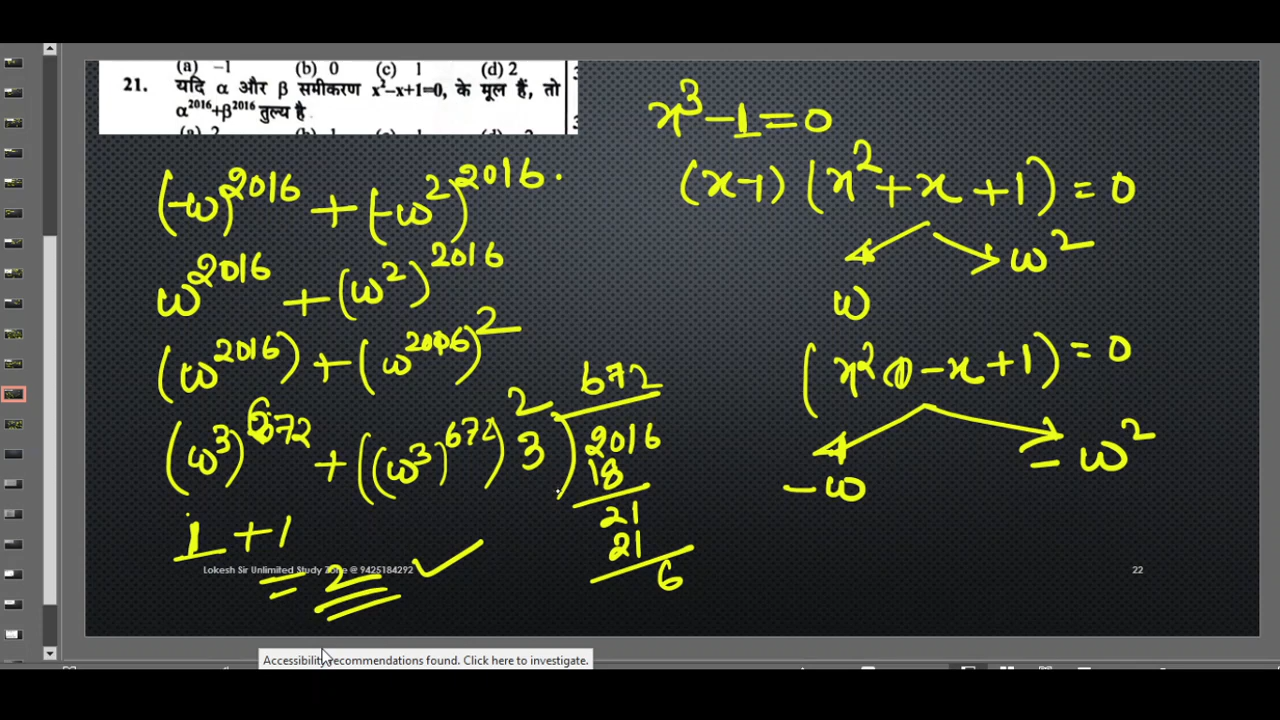 (a) -1 (b) 0 (c) 1 (d) 2
21. यदि α और β समीकरण x²-x+1=0, के मूल हैं, तो
α²⁰¹⁶+β²⁰¹⁶ तुल्य है
(a) 2 (b) 1
x³-1=0
(x-1) (x²+x+1) = 0
ω ω²
(x²-x+1) = 0
-ω -ω²
(-ω)²⁰¹⁶ + (-ω²)²⁰¹⁶
ω²⁰¹⁶ + (ω²)²⁰¹⁶
(ω²⁰¹⁶) + (ω²⁰¹⁶)²
(ω³)⁶⁷² + ((ω³)⁶⁷²)²
1 + 1
= 2
672
3 ) 2016
18
21
21
6
Lokesh Sir Unlimited Study Zone @ 9425184292
22
Accessibility recommendations found. Click here to investigate.